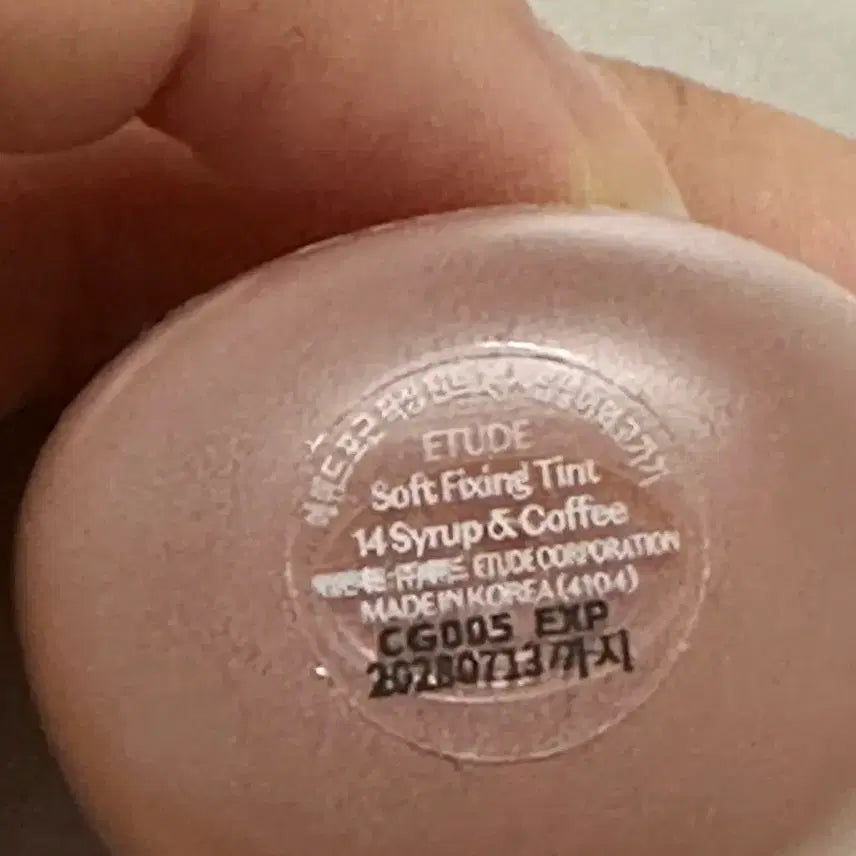 ETUDE
Soft Fixing Tint
14 Syrup & Coffee
ETUDE CORPORATION
MADE IN KOREA (4104)
CG005 EXP
20280713까지